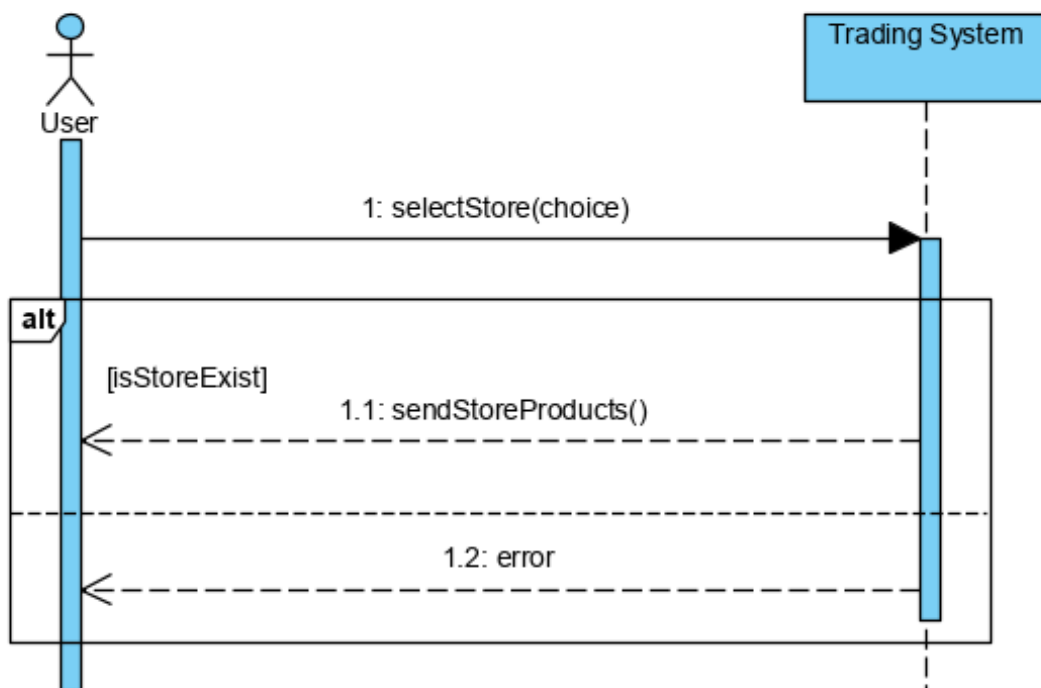 Trading System
User
1: selectStore(choice)
alt
[isStoreExist]
1.1: sendStoreProducts()
1.2: error